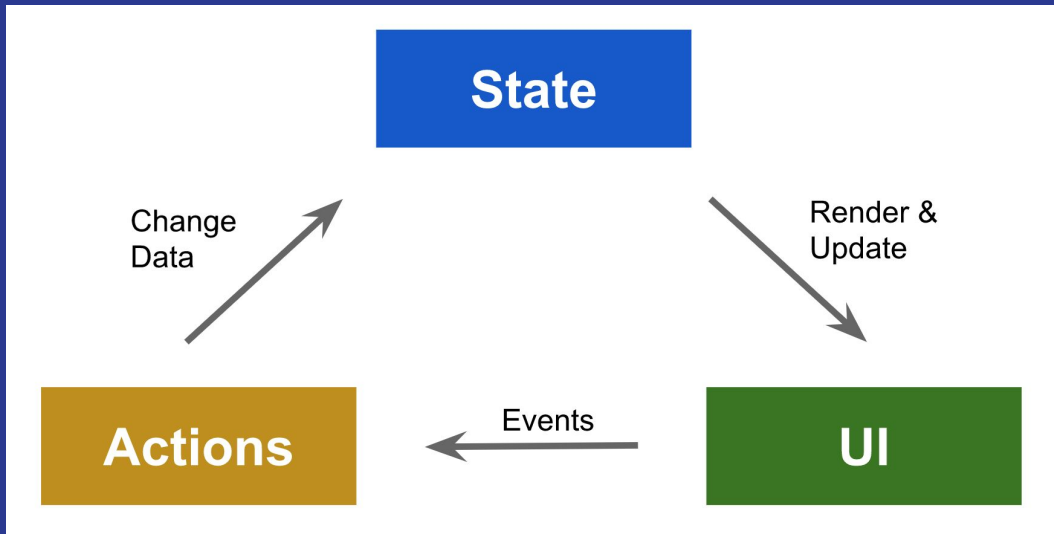 State
Change
Data
Render &
Update
Events
Actions
UI